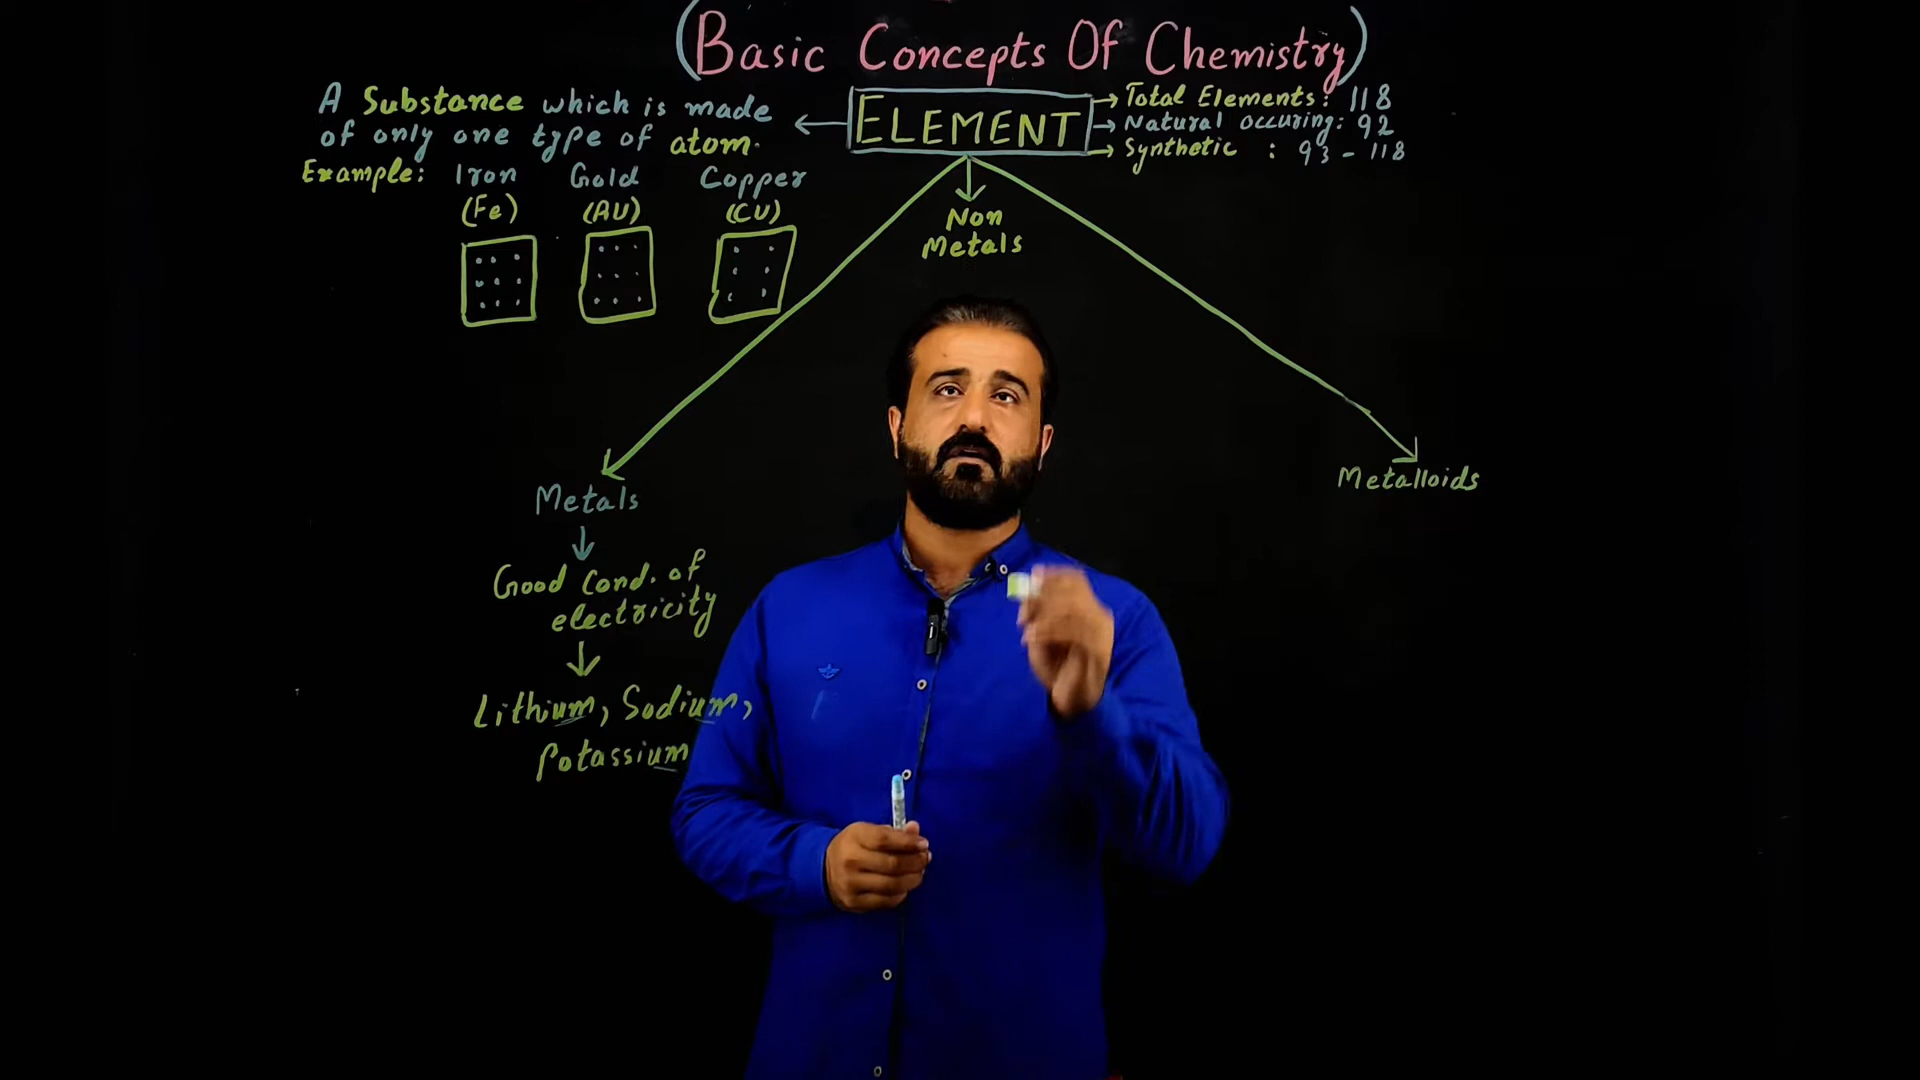 (Basic Concepts Of Chemistry)
A Substance which is made
of only one type of atom.
Example: Iron Gold Copper
(Fe) (AU) (CU)
ELEMENT
Total Elements: 118
Natural occuring: 92
Synthetic : 93 - 118
Non
Metals
Metals
Good Cond. of
electricity
Lithium, Sodium,
Potassium
Metalloids